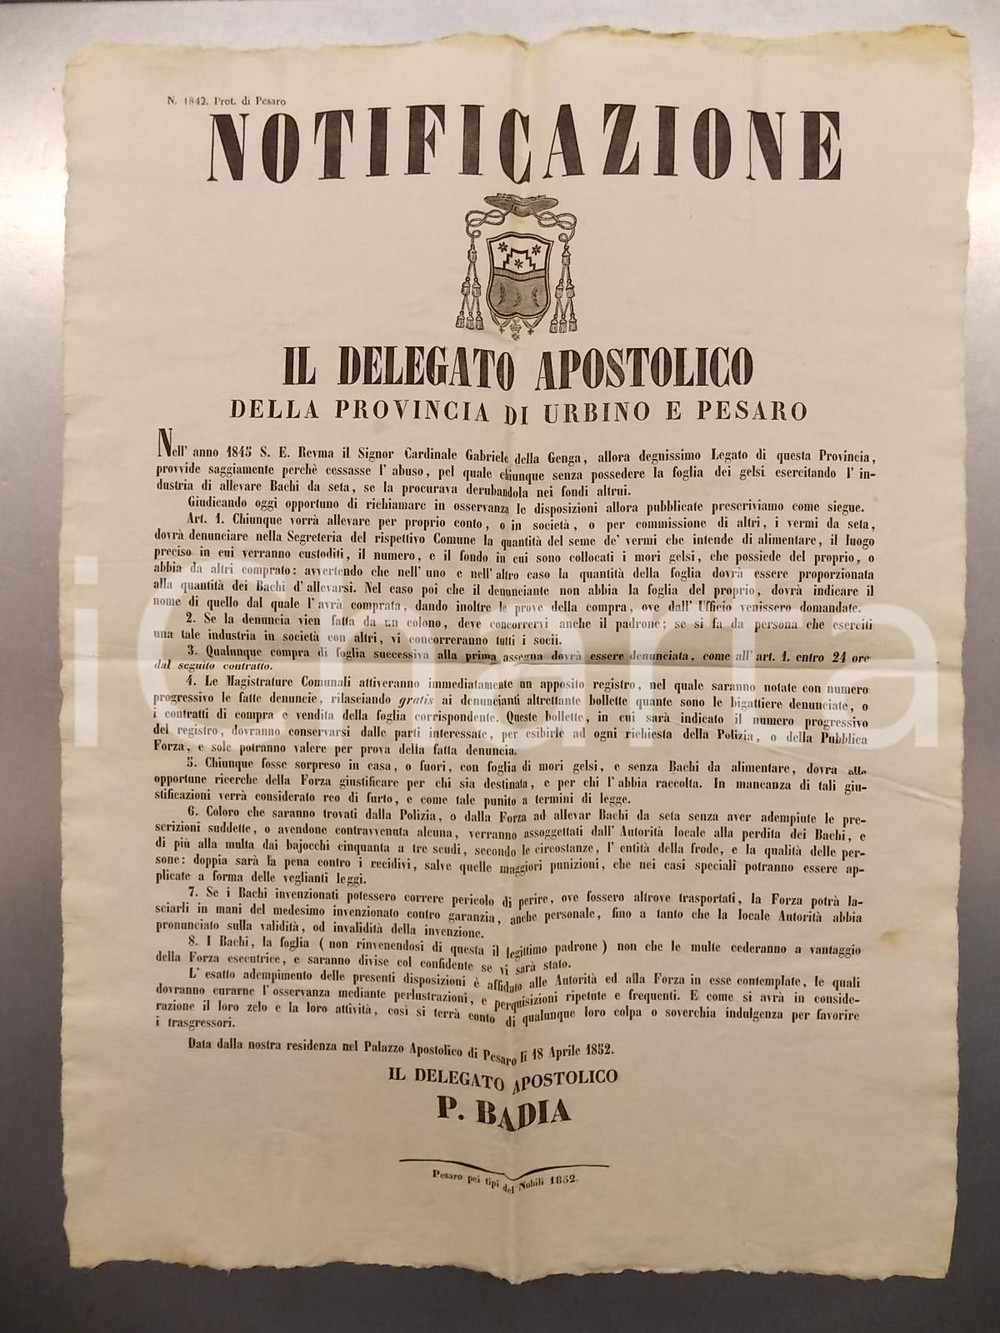 N. 1842. Prot. di Pesaro
NOTIFICAZIONE
IL DELEGATO APOSTOLICO
DELLA PROVINCIA DI URBINO E PESARO
Nell' anno 1845 S. E. Revma il Signor Cardinale Gabriele della Genga, allora degnissimo Legato di questa Provincia,
provvide saggiamente perchè cessasse l' abuso, pel quale chiunque senza possedere la foglia dei gelsi esercitando l' in-
dustria di allevare Bachi da seta, se la procurava derubandola nei fondi altrui.
Giudicando oggi opportuno di richiamare in osservanza le disposizioni allora pubblicate prescriviamo come siegue.
Art. 1. Chiunque vorrà allevare per proprio conto, o in società, o per commissione di altri, i vermi da seta,
dovrà denunciare nella Segreteria del rispettivo Comune la quantità del seme de' vermi che intende di alimentare, il luogo
preciso in cui verranno custoditi, il numero, e il fondo in cui sono collocati i mori gelsi, che possiede del proprio, o
abbia da altri comprato: avvertendo che nell' uno e nell' altro caso la quantità della foglia dovrà essere proporzionata
alla quantità dei Bachi d'allevarsi. Nel caso poi che il denunciante non abbia la foglia del proprio, dovrà indicare il
nome di quello dal quale l' avrà comprata, dando inoltre le prove della compra, ove dall' Ufficio venissero domandate.
2. Se la denuncia vien fatta da un colono, deve concorrervi anche il padrone; se si fa da persona che eserciti
una tale industria in società con altri, vi concorreranno tutti i socii.
3. Qualunque compra di foglia successiva alla prima assegna dovrà essere denunciata, come all' art. 1. entro 24 ore
dal seguito contratto.
4. Le Magistrature Comunali attiveranno immediatamente un apposito registro, nel quale saranno notate con numero
progressivo le fatte denuncie, rilasciando gratis ai denuncianti altrettante bollette quante sono le bigattiere denunciate, o
i contratti di compra e vendita della foglia corrispondente. Queste bollette, in cui sarà indicato il numero progressivo
del registro, dovranno conservarsi dalle parti interessate, per esibirle ad ogni richiesta della Polizia, o della Pubblica
Forza, e sole potranno valere per prova della fatta denuncia.
5. Chiunque fosse sorpreso in casa, o fuori, con foglia di mori gelsi, e senza Bachi da alimentare, dovra alle
opportune ricerche della Forza giustificare per chi sia destinata, e per chi l'abbia raccolta. In mancanza di tali giu-
stificazioni verrà considerato reo di furto, e come tale punito a termini di legge.
6. Coloro che saranno trovati dalla Polizia, o dalla Forza ad allevar Bachi da seta senza aver adempiute le pre-
scrizioni suddette, o avendone contravvenuta alcuna, verranno assoggettati dall' Autorità locale alla perdita dei Bachi, e
di più alla multa dai bajocchi cinquanta a tre scudi, secondo le circostanze, l' entità della frode, e la qualità delle per-
sone: doppia sarà la pena contro i recidivi, salve quelle maggiori punizioni, che nei casi speciali potranno essere ap-
plicate a forma delle veglianti leggi.
7. Se i Bachi invenzionati potessero correre pericolo di perire, ove fossero altrove trasportati, la Forza potrà la-
sciarli in mani del medesimo invenzionato contro garanzia, anche personale, fino a tanto che la locale Autorità abbia
pronunciato sulla validità, od invalidità della invenzione.
8. I Bachi, la foglia (non rinvenendosi di questa il legittimo padrone) non che le multe cederanno a vantaggio
della Forza esecutrice, e saranno divise col confidente se vi sarà stato.
L' esatto adempimento delle presenti disposizioni è affidato alle Autorità ed alla Forza in esse contemplate, le quali
dovranno curarne l'osservanza mediante perlustrazioni, e perquisizioni ripetute e frequenti. E come si avrà in conside-
razione il loro zelo e la loro attività, così si terrà conto di qualunque loro colpa o soverchia indulgenza per favorire
i trasgressori.
Data dalla nostra residenza nel Palazzo Apostolico di Pesaro li 18 Aprile 1852.
IL DELEGATO APOSTOLICO
P. BADIA
Pesaro pei tipi del Nobili 1852.
icharta